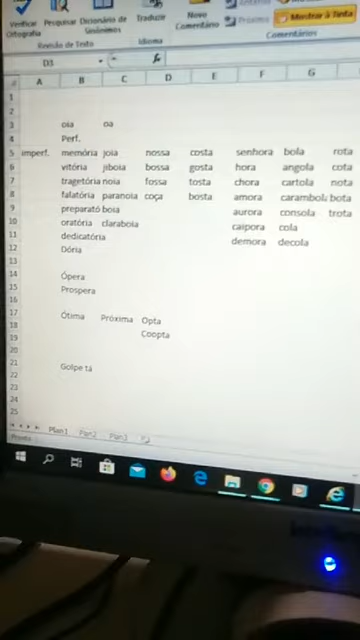 Verificar Ortografia Pesquisar Dicionário de Sinônimos Traduzir Novo Comentário Anterior Próximo Mostrar à Tinta
Revisão de Texto Idioma Comentários
D3 fx
A B C D E F G
1
2
3 oia oa
4 Perf.
5 imperf. memória joia nossa costa senhora bola rota
6 vitória jiboia bossa gosta hora angola cota
7 tragetória noia fossa tosta chora cartola nota
8 falatória paranoia coça bosta amora carambola bota
9 preparató boia aurora consola trota
10 oratória claraboia caipora cola
11 dedicatória demora decola
12 Dória
13
14 Ópera
15 Prospera
16
17 Ótima Próxima Opta
18 Coopta
19
20
21 Golpe tá
22
23
24
25
Plan1 Plan2 Plan3
Pronto